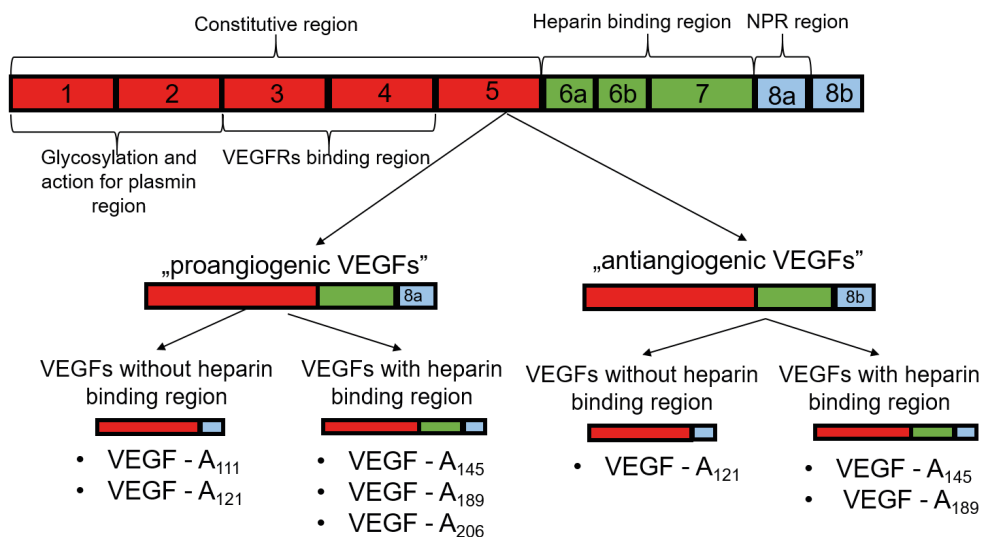 Constitutive region
Heparin binding region
NPR region
1 2 3 4 5 6a 6b 7 8a 8b
Glycosylation and
action for plasmin
region
VEGFRs binding region
„proangiogenic VEGFs”
8a
„antiangiogenic VEGFs”
8b
VEGFs without heparin
binding region
• VEGF - A₁₁₁
• VEGF - A₁₂₁
VEGFs with heparin
binding region
• VEGF - A₁₄₅
• VEGF - A₁₈₉
• VEGF - A₂₀₆
VEGFs without heparin
binding region
• VEGF - A₁₂₁
VEGFs with heparin
binding region
• VEGF - A₁₄₅
• VEGF - A₁₈₉